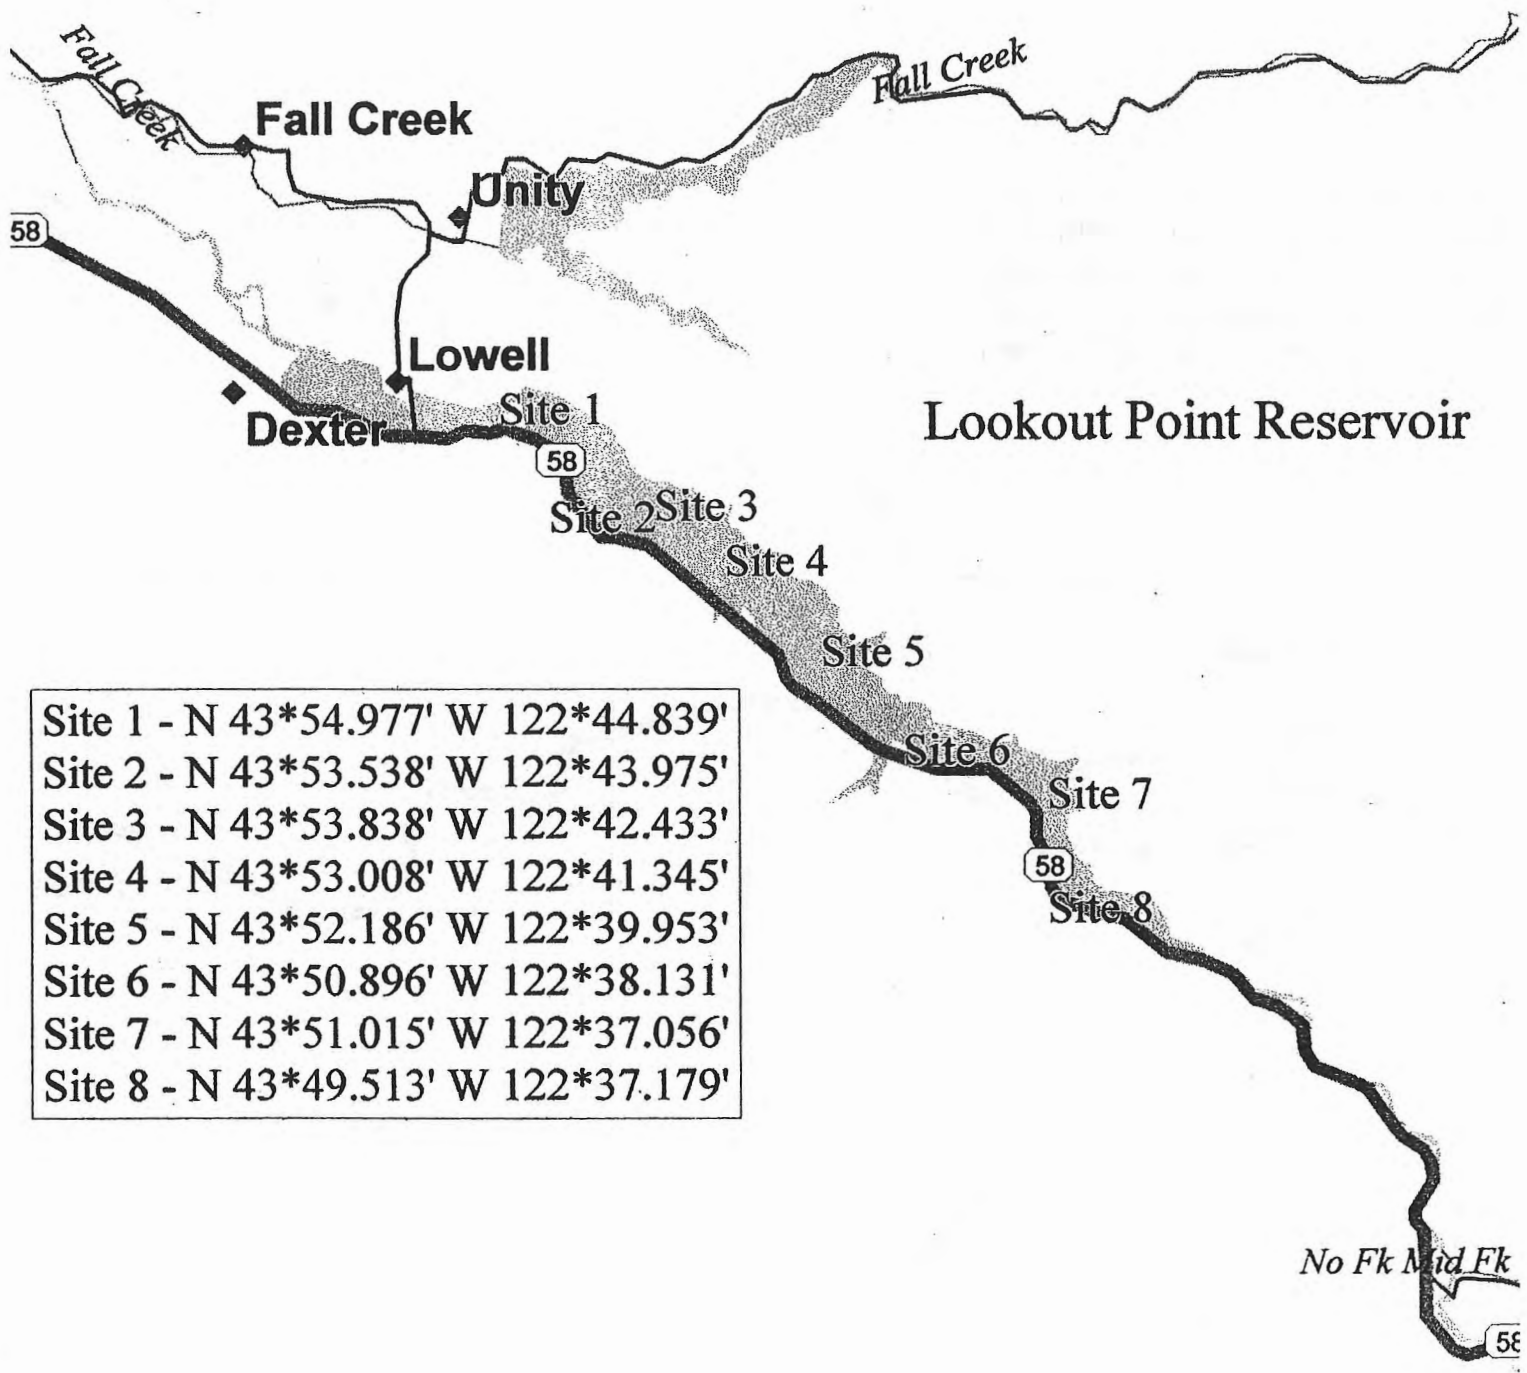 Fall Creek
Fall Creek
Fall Creek
Unity
58
Lowell
Dexter
Site 1
Lookout Point Reservoir
58
Site 2
Site 3
Site 4
Site 5
Site 1 - N 43*54.977' W 122*44.839'
Site 2 - N 43*53.538' W 122*43.975'
Site 3 - N 43*53.838' W 122*42.433'
Site 4 - N 43*53.008' W 122*41.345'
Site 5 - N 43*52.186' W 122*39.953'
Site 6 - N 43*50.896' W 122*38.131'
Site 7 - N 43*51.015' W 122*37.056'
Site 8 - N 43*49.513' W 122*37.179'
Site 6
Site 7
58
Site 8
No Fk Mid Fk
58